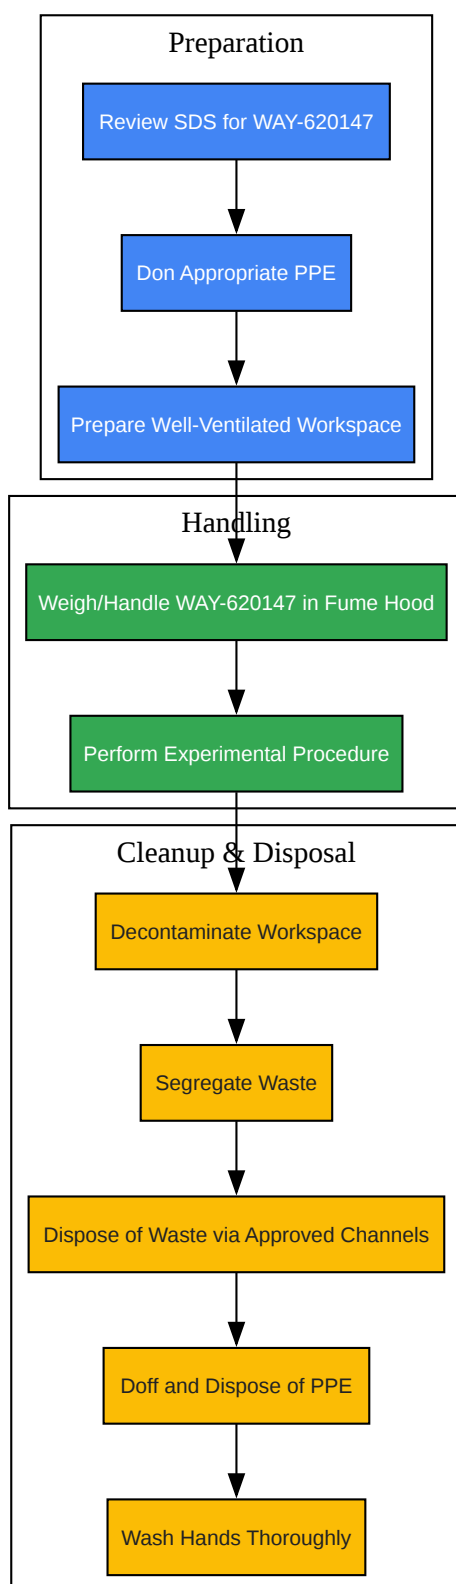 Preparation
Review SDS for WAY-620147
Don Appropriate PPE
Prepare Well-Ventilated Workspace
Handling
Weigh/Handle WAY-620147 in Fume Hood
Perform Experimental Procedure
Cleanup & Disposal
Decontaminate Workspace
Segregate Waste
Dispose of Waste via Approved Channels
Doff and Dispose of PPE
Wash Hands Thoroughly